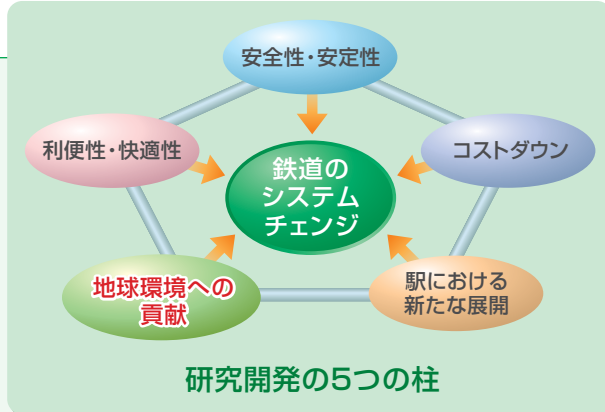 安全性・安定性
利便性・快適性
コストダウン
鉄道の
システム
チェンジ
地球環境への
貢献
駅における
新たな展開
研究開発の5つの柱